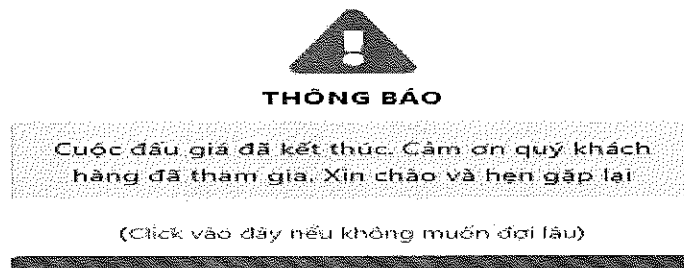 THÔNG BÁO
Cuộc đấu giá đã kết thúc. Cảm ơn quý khách
hàng đã tham gia. Xin chào và hẹn gặp lại
(Click vào đây nếu không muốn đợi lâu)